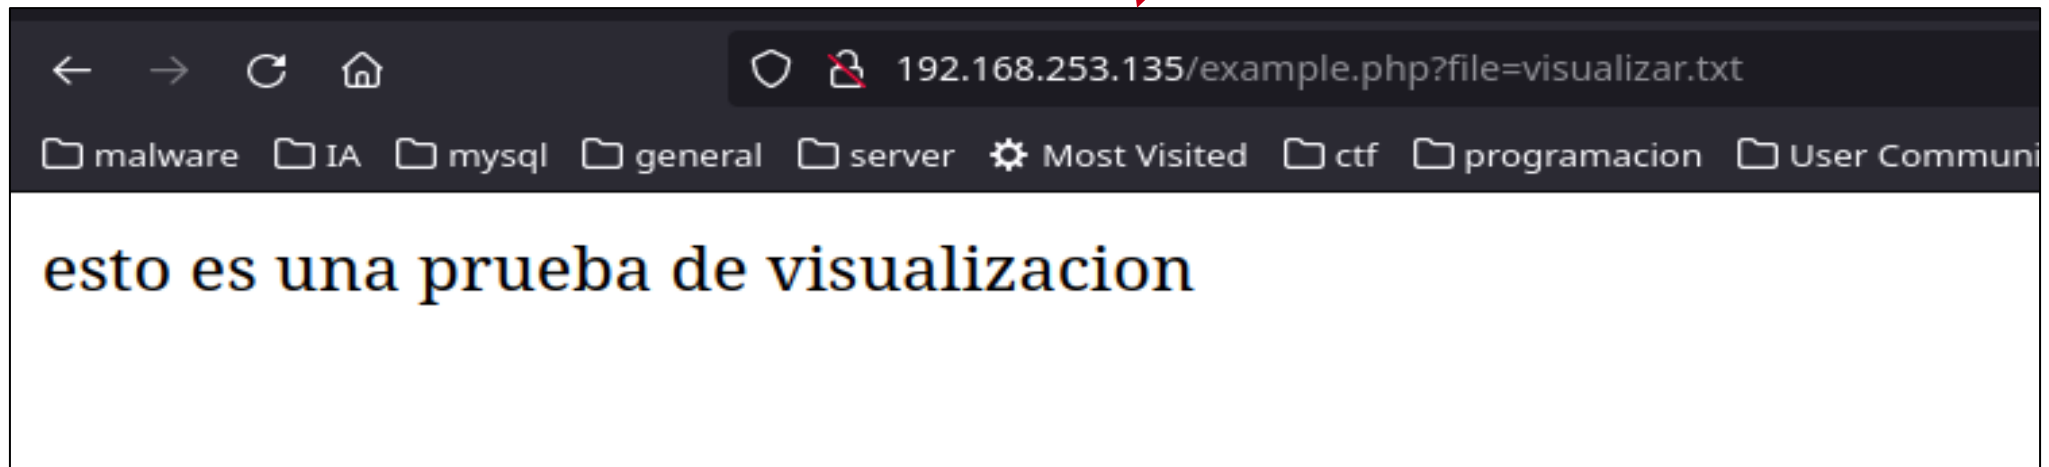 192.168.253.135/example.php?file=visualizar.txt
malware IA mysql general server Most Visited ctf programacion User Communi
esto es una prueba de visualizacion